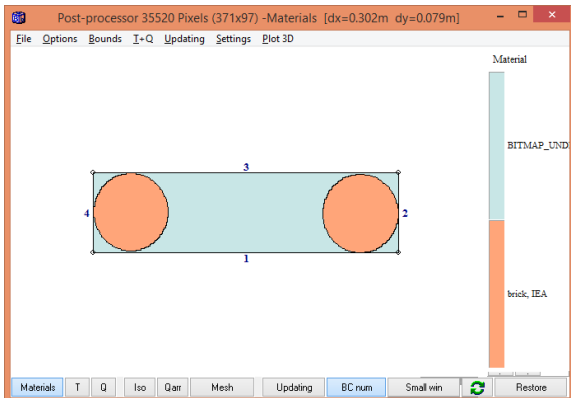 Post-processor 35520 Pixels (371x97) -Materials [dx=0.302m dy=0.079m]
File Options Bounds T+Q Updating Settings Plot 3D
Material
BITMAP_UND
3
4
2
1
brick, IEA
Materials T Q Iso Qarr Mesh Updating BC num Small win Restore